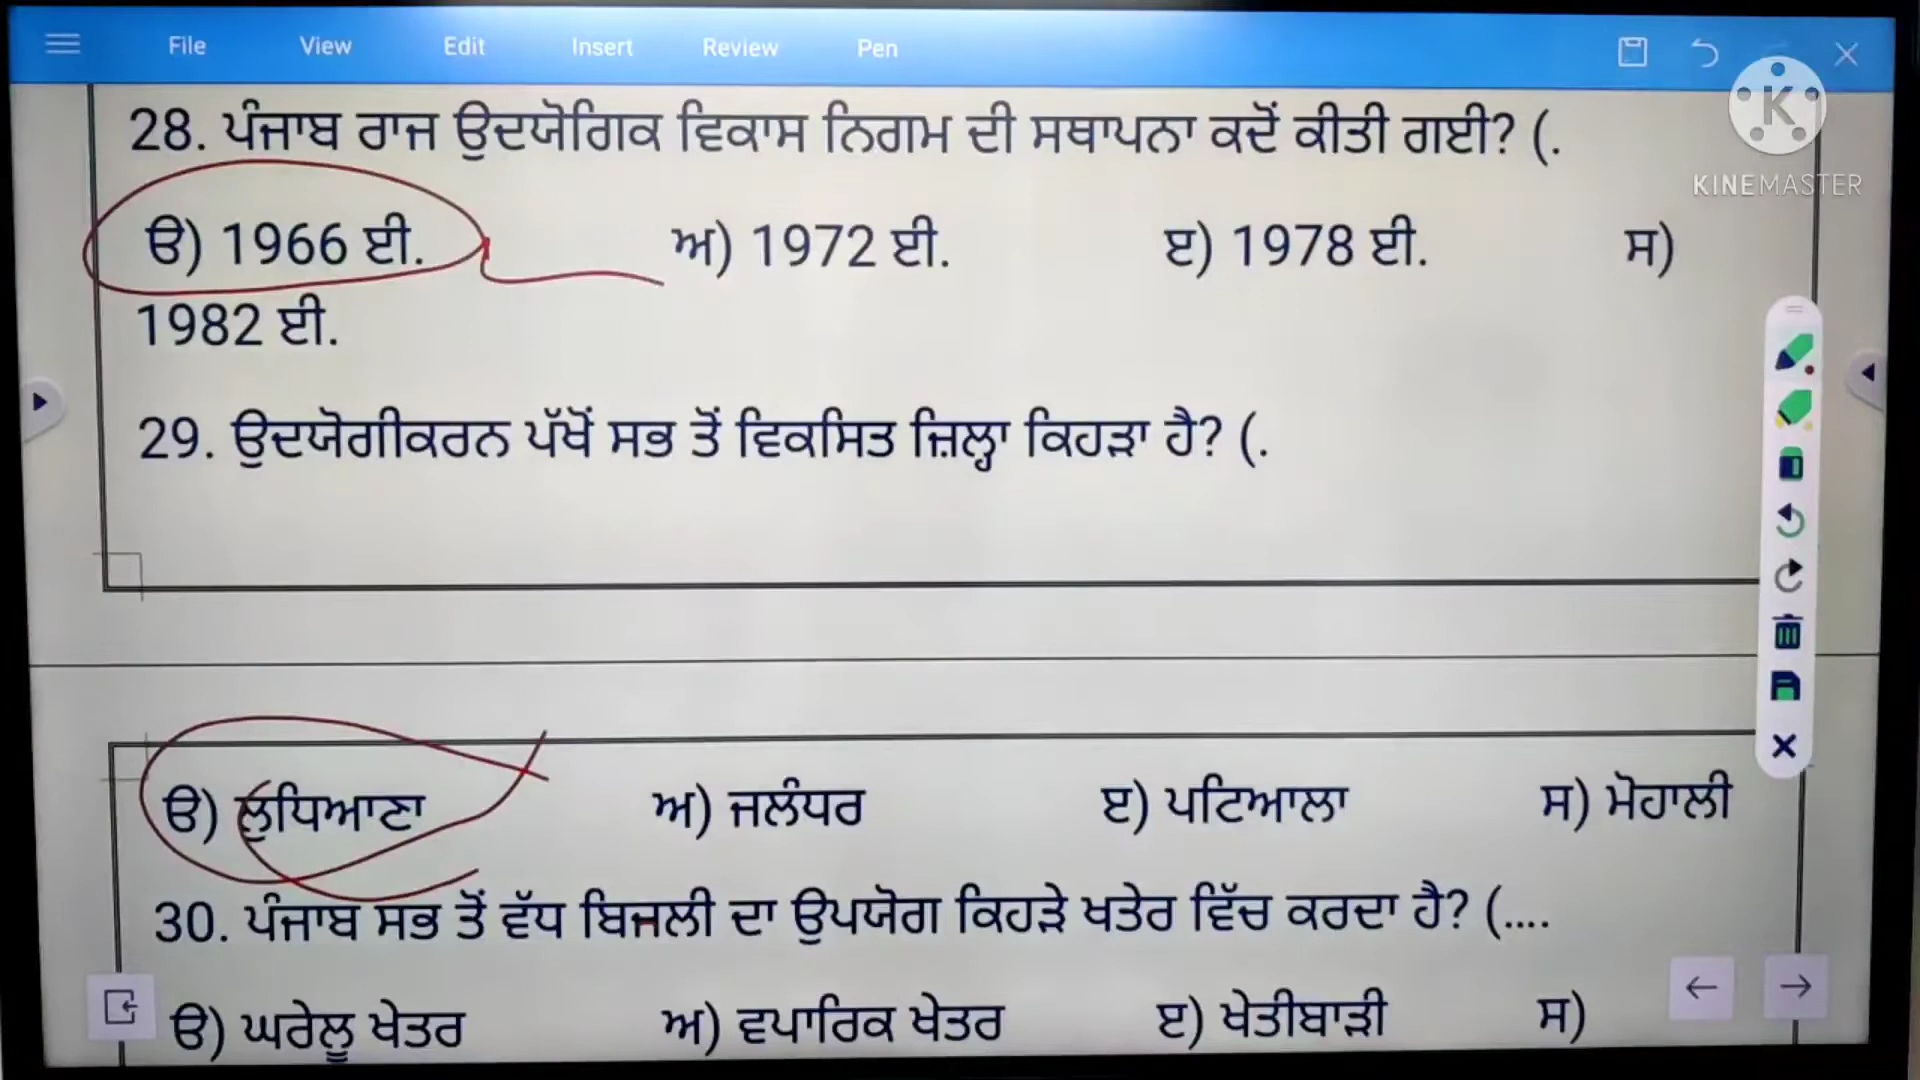 File View Edit Insert Review Pen
28. ਪੰਜਾਬ ਰਾਜ ਉਦਯੋਗਿਕ ਵਿਕਾਸ ਨਿਗਮ ਦੀ ਸਥਾਪਨਾ ਕਦੋਂ ਕੀਤੀ ਗਈ? (.
K
KINEMASTER
ੳ) 1966 ਈ. ਅ) 1972 ਈ. ੲ) 1978 ਈ. ਸ)
1982 ਈ.
29. ਉਦਯੋਗੀਕਰਨ ਪੱਖੋਂ ਸਭ ਤੋਂ ਵਿਕਸਿਤ ਜ਼ਿਲ੍ਹਾ ਕਿਹੜਾ ਹੈ? (.
ੳ) ਲੁਧਿਆਣਾ ਅ) ਜਲੰਧਰ ੲ) ਪਟਿਆਲਾ ਸ) ਮੋਹਾਲੀ
30. ਪੰਜਾਬ ਸਭ ਤੋਂ ਵੱਧ ਬਿਜਲੀ ਦਾ ਉਪਯੋਗ ਕਿਹੜੇ ਖਤੇਰ ਵਿੱਚ ਕਰਦਾ ਹੈ? (....
ੳ) ਘਰੇਲੂ ਖੇਤਰ ਅ) ਵਪਾਰਿਕ ਖੇਤਰ ੲ) ਖੇਤੀਬਾੜੀ ਸ)